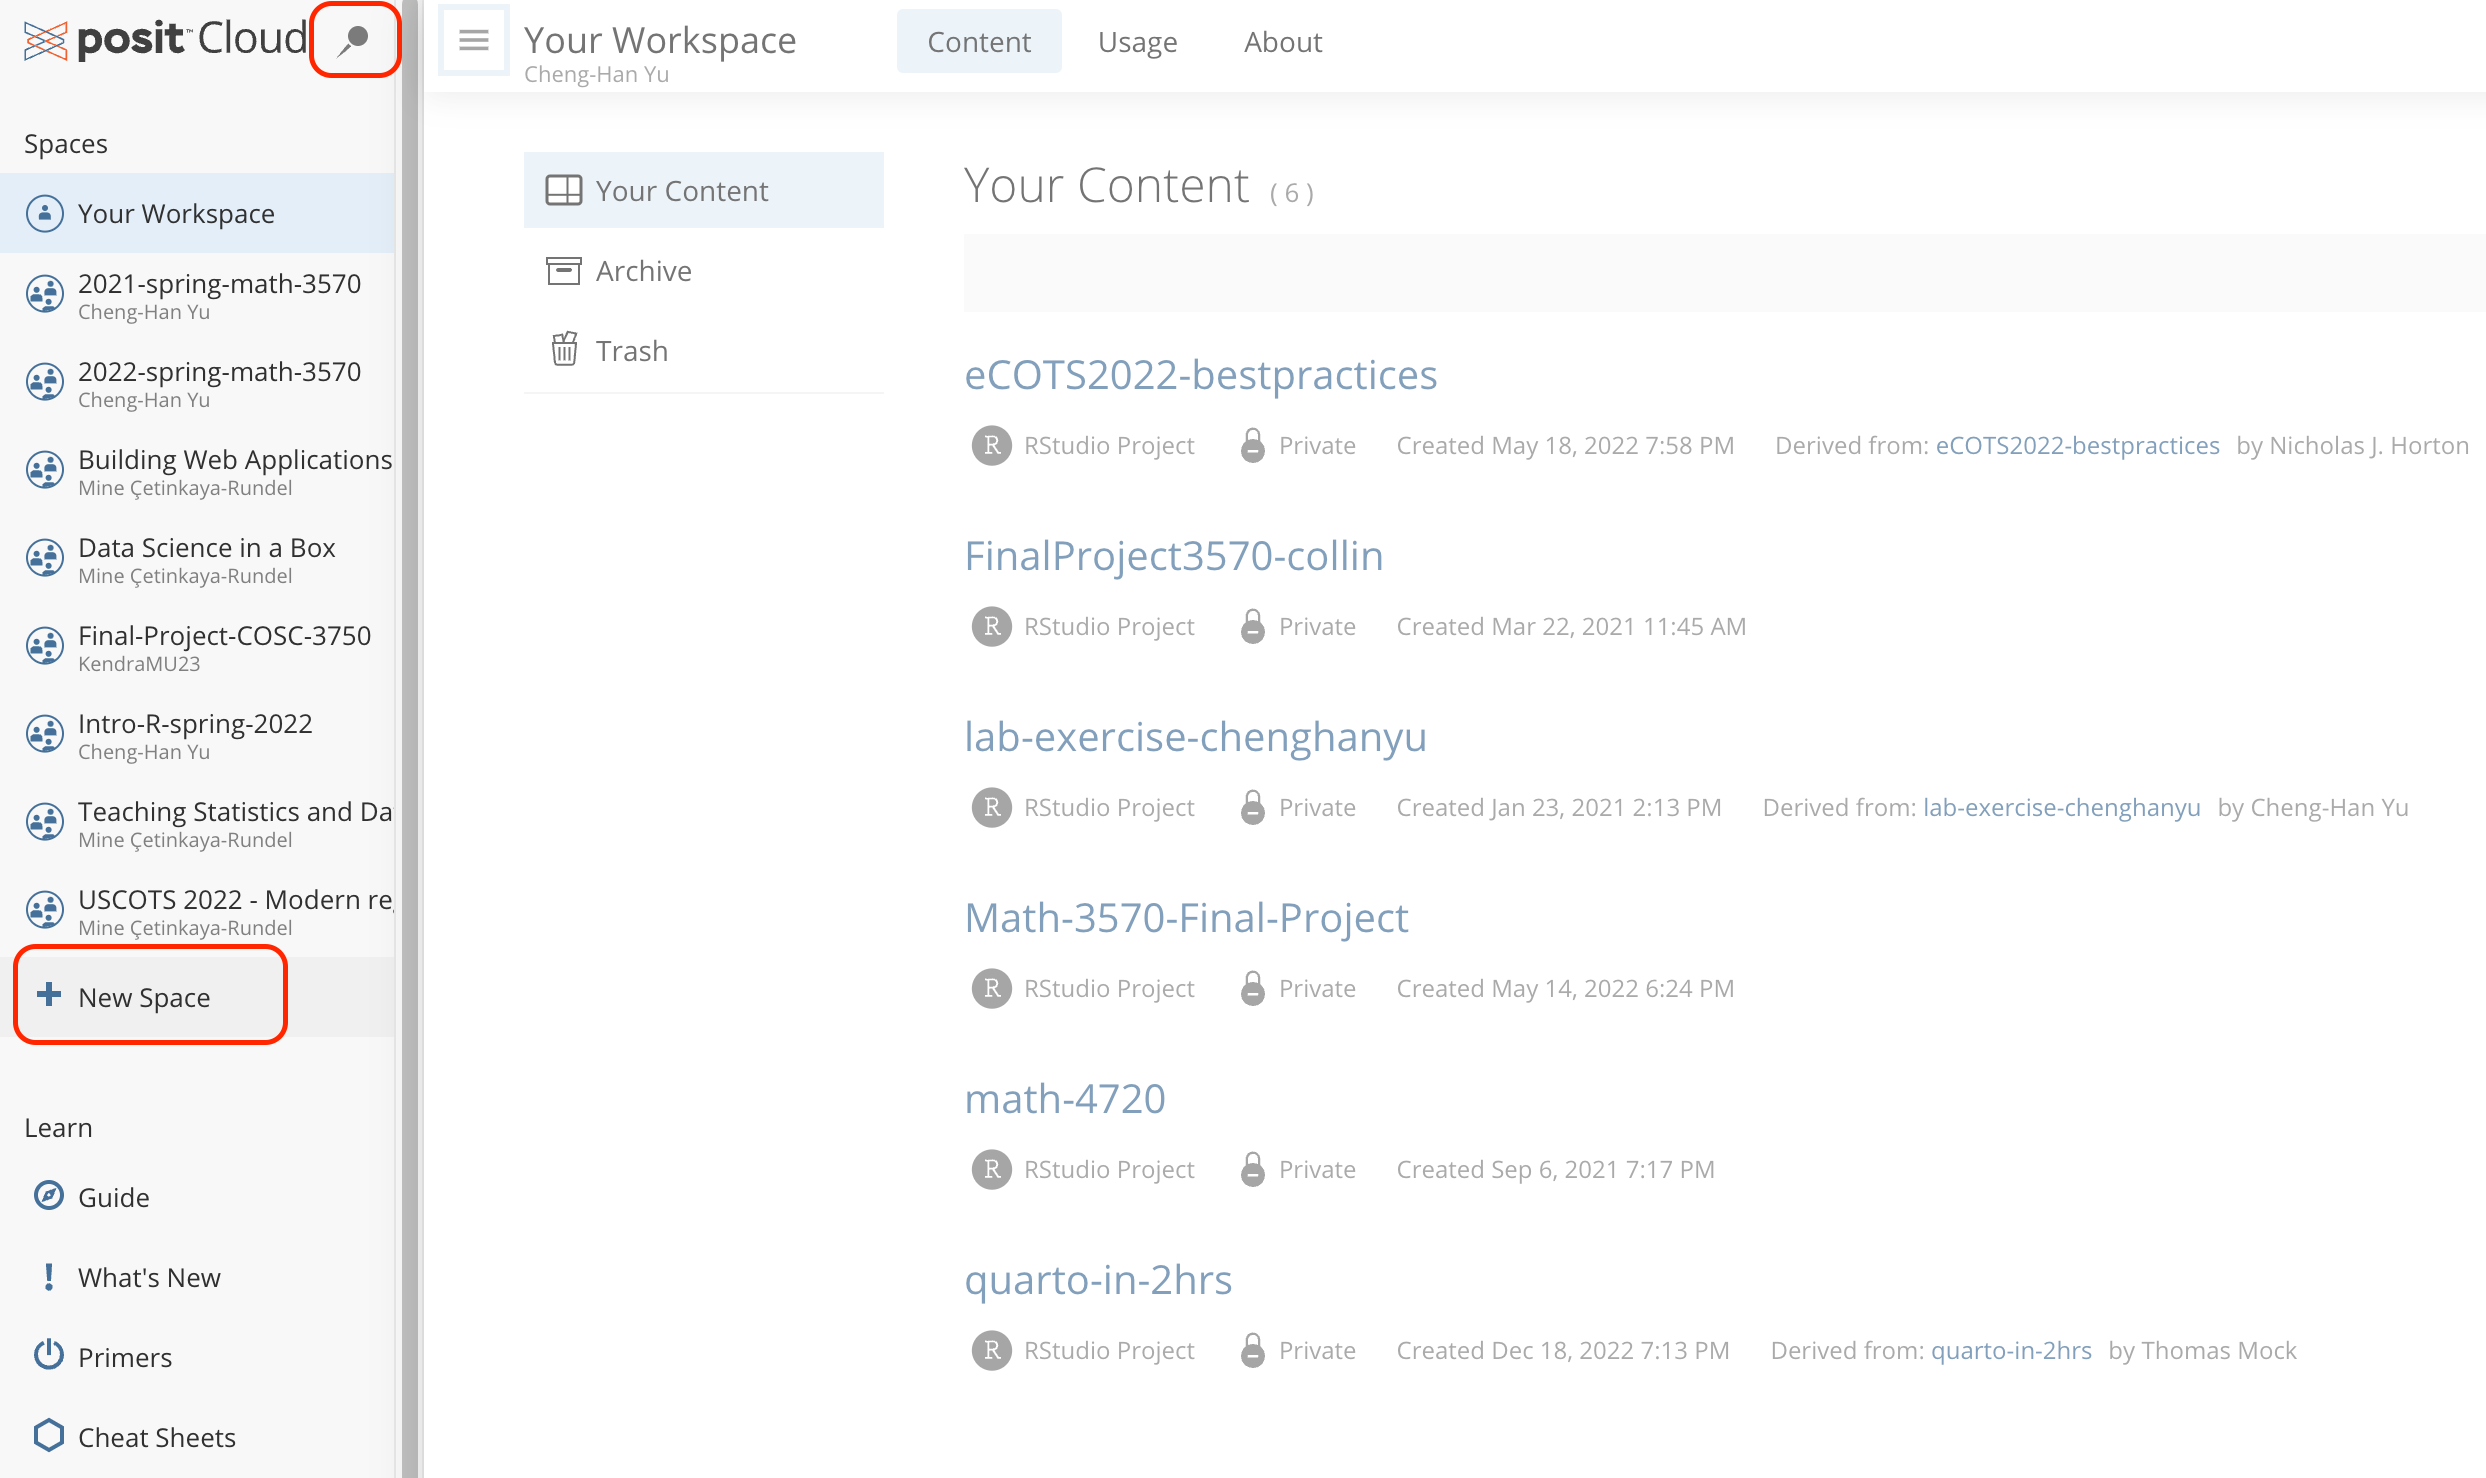 posit™ Cloud
Spaces
Your Workspace
2021-spring-math-3570
Cheng-Han Yu
2022-spring-math-3570
Cheng-Han Yu
Building Web Applications
Mine Çetinkaya-Rundel
Data Science in a Box
Mine Çetinkaya-Rundel
Final-Project-COSC-3750
KendraMU23
Intro-R-spring-2022
Cheng-Han Yu
Teaching Statistics and Da
Mine Çetinkaya-Rundel
USCOTS 2022 - Modern re
Mine Çetinkaya-Rundel
New Space
Learn
Guide
What's New
Primers
Cheat Sheets
Your Workspace
Cheng-Han Yu
Content Usage About
Your Content
Archive
Trash
Your Content ( 6 )
eCOTS2022-bestpractices
R RStudio Project Private Created May 18, 2022 7:58 PM Derived from: eCOTS2022-bestpractices by Nicholas J. Horton
FinalProject3570-collin
R RStudio Project Private Created Mar 22, 2021 11:45 AM
lab-exercise-chenghanyu
R RStudio Project Private Created Jan 23, 2021 2:13 PM Derived from: lab-exercise-chenghanyu by Cheng-Han Yu
Math-3570-Final-Project
R RStudio Project Private Created May 14, 2022 6:24 PM
math-4720
R RStudio Project Private Created Sep 6, 2021 7:17 PM
quarto-in-2hrs
R RStudio Project Private Created Dec 18, 2022 7:13 PM Derived from: quarto-in-2hrs by Thomas Mock